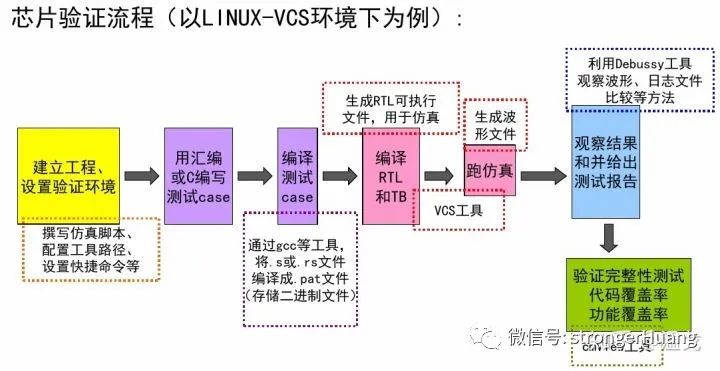 芯片验证流程（以LINUX-VCS环境下为例）：
利用Debussy工具
观察波形、日志文件
比较等方法
生成RTL可执行
文件，用于仿真
生成波
形文件
建立工程、
设置验证环境
用汇编
或C编写
测试case
编译
测试
case
编译
RTL
和TB
跑仿真
观察结果
和并给出
测试报告
VCS工具
撰写仿真脚本、
配置工具路径、
设置快捷命令等
通过gcc等工具，
将.s或.rs文件
编译成.pat文件
（存储二进制文件）
验证完整性测试
代码覆盖率
功能覆盖率
微信号: strongerHuang
cmView工具